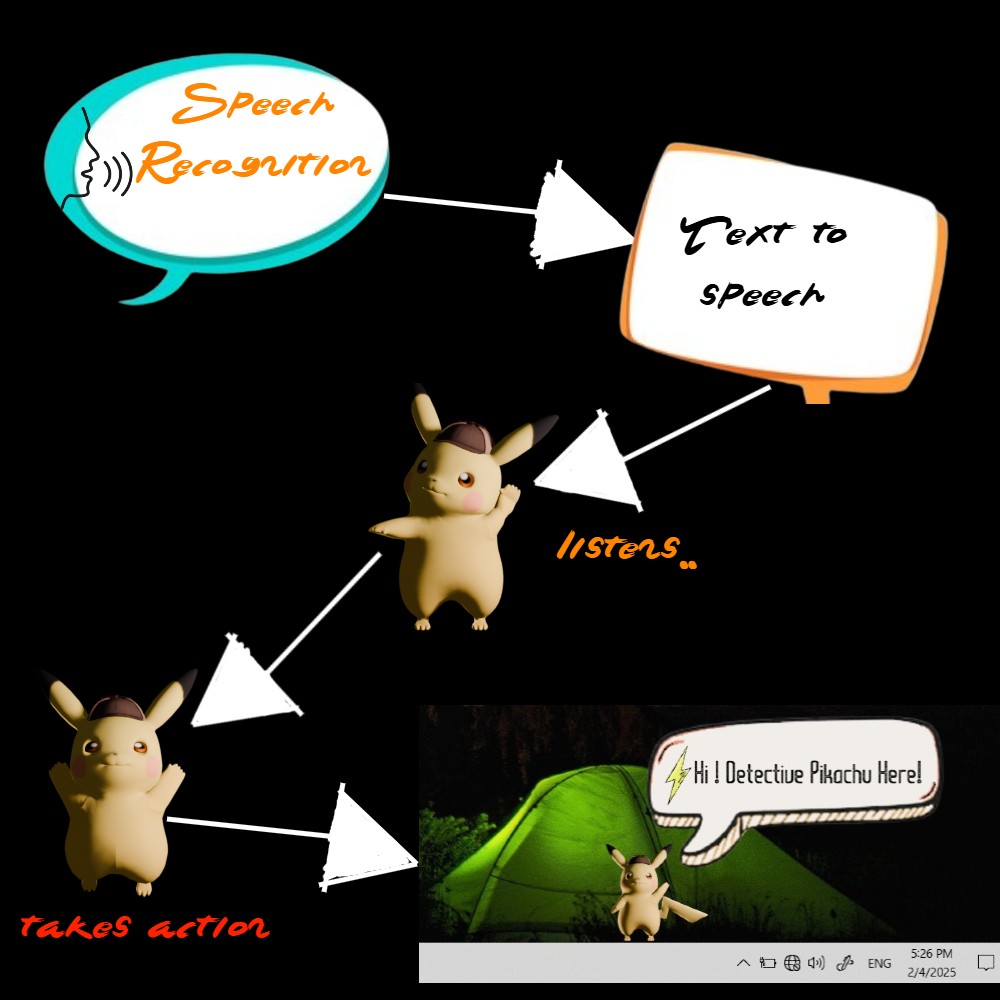 Speech
Recognition
Text to
speech
listens..
takes action
Hi ! Detective Pikachu Here!
ENG
5:26 PM
2/4/2025